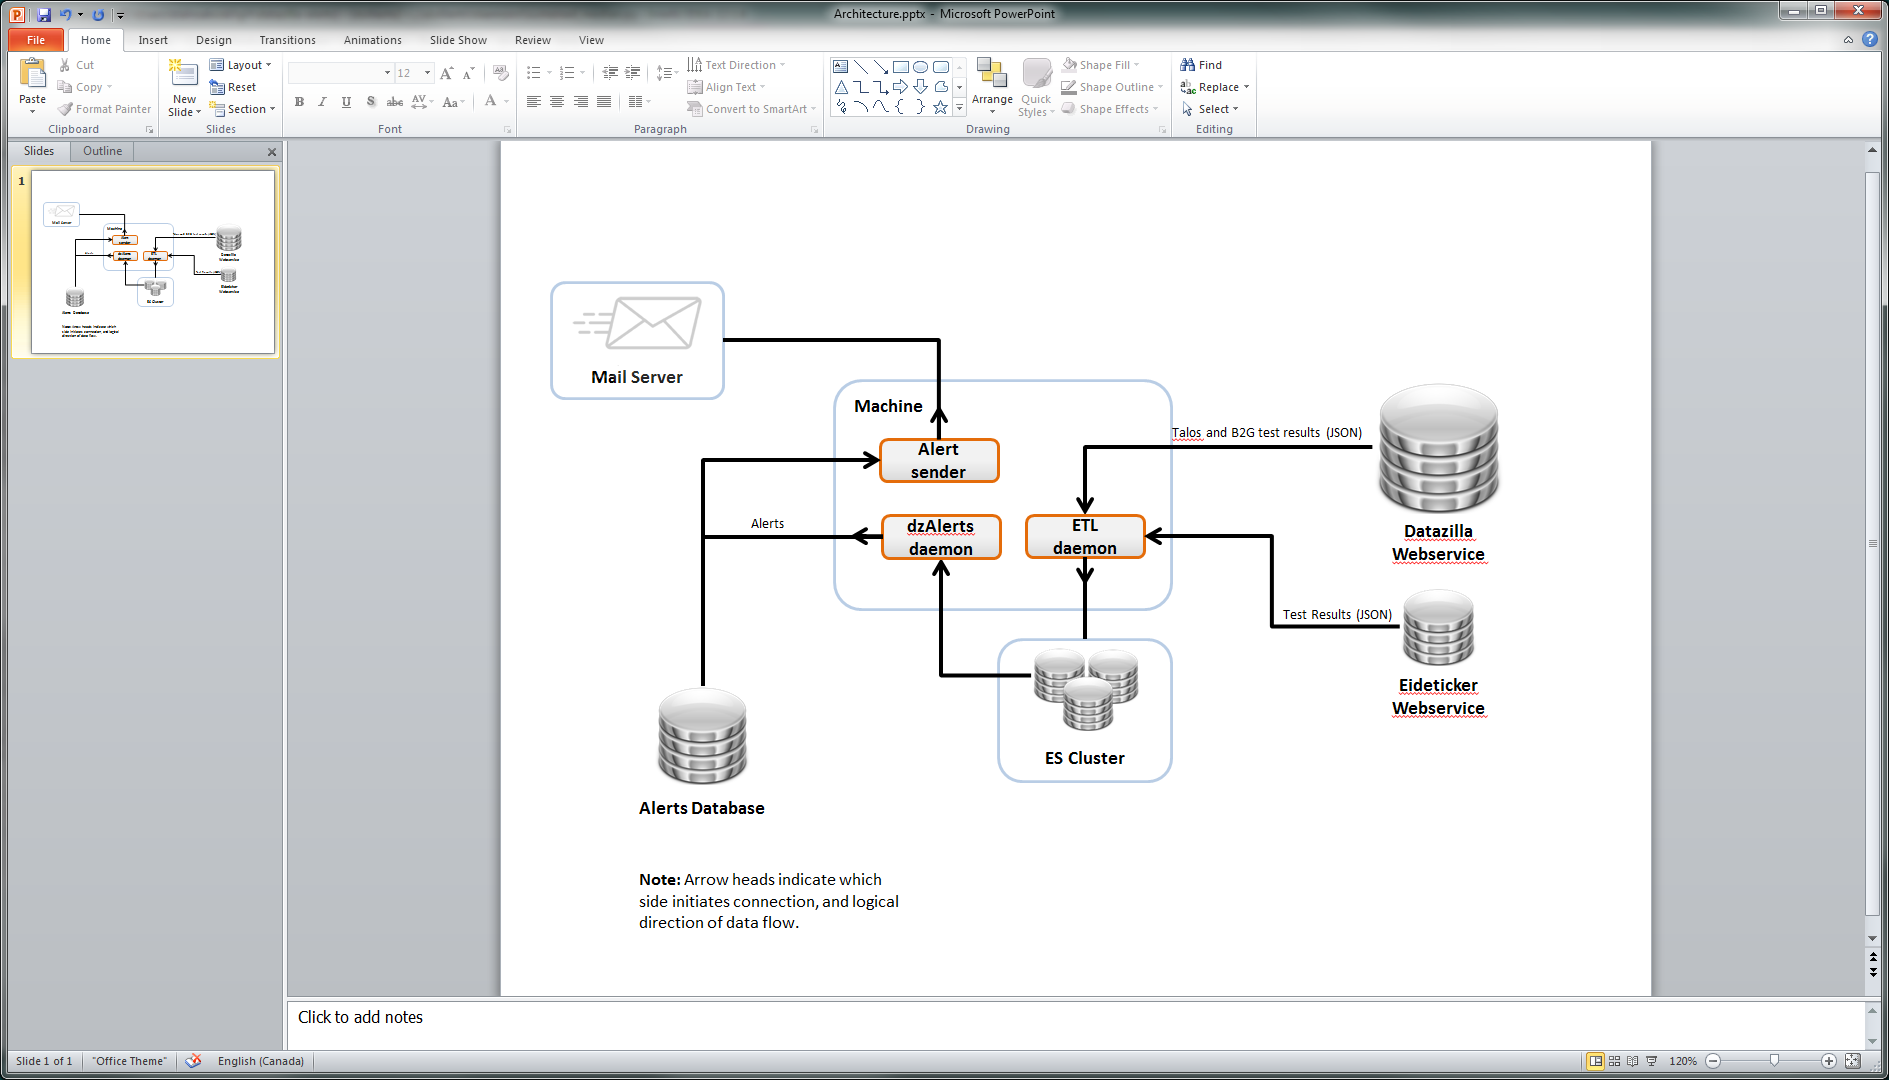 Architecture.pptx - Microsoft PowerPoint
File Home Insert Design Transitions Animations Slide Show Review View
Paste
Cut
Copy
Format Painter
Clipboard
New
Slide
Layout
Reset
Section
Slides
12
B I U S abc AV Aa A
Font
Text Direction
Align Text
Convert to SmartArt
Paragraph
Arrange
Quick
Styles
Shape Fill
Shape Outline
Shape Effects
Drawing
Find
Replace
Select
Editing
Slides Outline
1
Mail Server
Machine
Alert
sender
Talos and B2G test results (JSON)
Alerts
dzAlerts
daemon
ETL
daemon
Datazilla
Webservice
Test Results (JSON)
Eideticker
Webservice
ES Cluster
Alerts Database
Note: Arrow heads indicate which
side initiates connection, and logical
direction of data flow.
Click to add notes
Slide 1 of 1 "Office Theme" English (Canada) 120%